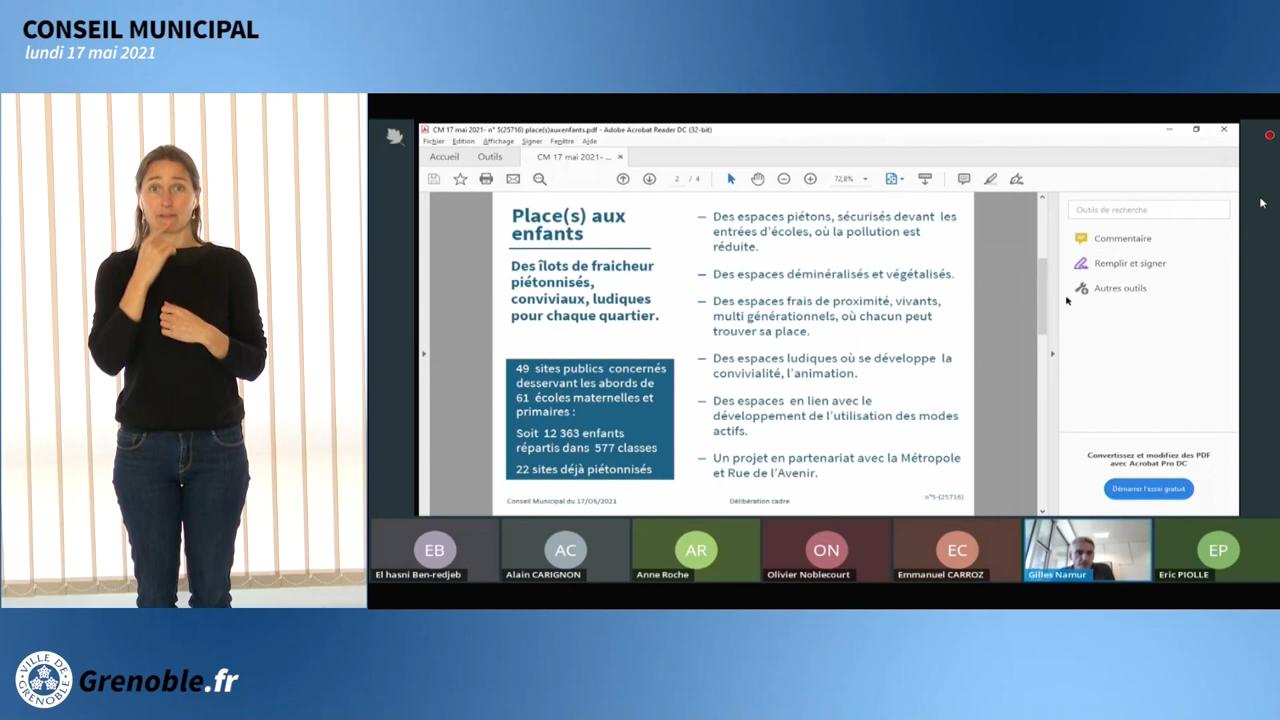 CONSEIL MUNICIPAL
lundi 17 mai 2021
CM 17 mai 2021- n° 5(25716) place(s)auxenfants.pdf - Adobe Acrobat Reader DC (32-bit)
Fichier Edition Affichage Signer Fenêtre Aide
Accueil Outils CM 17 mai 2021- ... ×
2 / 4 72,8%
Place(s) aux
enfants
Des îlots de fraicheur
piétonnisés,
conviviaux, ludiques
pour chaque quartier.
49 sites publics concernés
desservant les abords de
61 écoles maternelles et
primaires :
Soit 12 363 enfants
répartis dans 577 classes
22 sites déjà piétonnisés
– Des espaces piétons, sécurisés devant les
entrées d'écoles, où la pollution est
réduite.
– Des espaces déminéralisés et végétalisés.
– Des espaces frais de proximité, vivants,
multi générationnels, où chacun peut
trouver sa place.
– Des espaces ludiques où se développe la
convivialité, l'animation.
– Des espaces en lien avec le
développement de l'utilisation des modes
actifs.
– Un projet en partenariat avec la Métropole
et Rue de l'Avenir.
Conseil Municipal du 17/05/2021 Délibération cadre n°5-(25716)
Outils de recherche
Commentaire
Remplir et signer
Autres outils
Convertissez et modifiez des PDF
avec Acrobat Pro DC
Démarrer l'essai gratuit
EB AC AR ON EC EP
El hasni Ben-redjeb Alain CARIGNON Anne Roche Olivier Noblecourt Emmanuel CARROZ Gilles Namur Eric PIOLLE
VILLE DE
GRENOBLE
Grenoble.fr